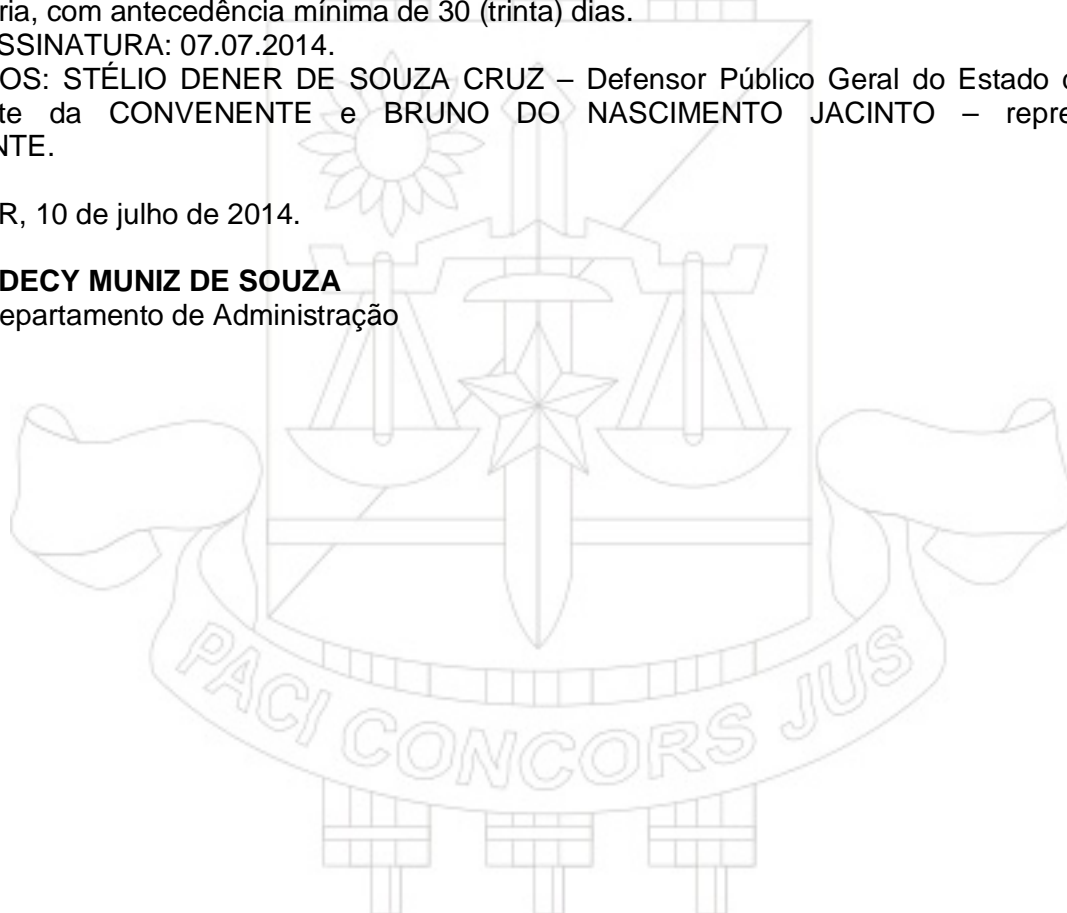 ria, com antecedência mínima de 30 (trinta) dias.
SSINATURA: 07.07.2014.
OS: STÉLIO DENER DE SOUZA CRUZ – Defensor Público Geral do Estado
te da CONVENENTE e BRUNO DO NASCIMENTO JACINTO – repre
NTE.
R, 10 de julho de 2014.
DECY MUNIZ DE SOUZA
epartamento de Administração
PACI CONCORS JUS